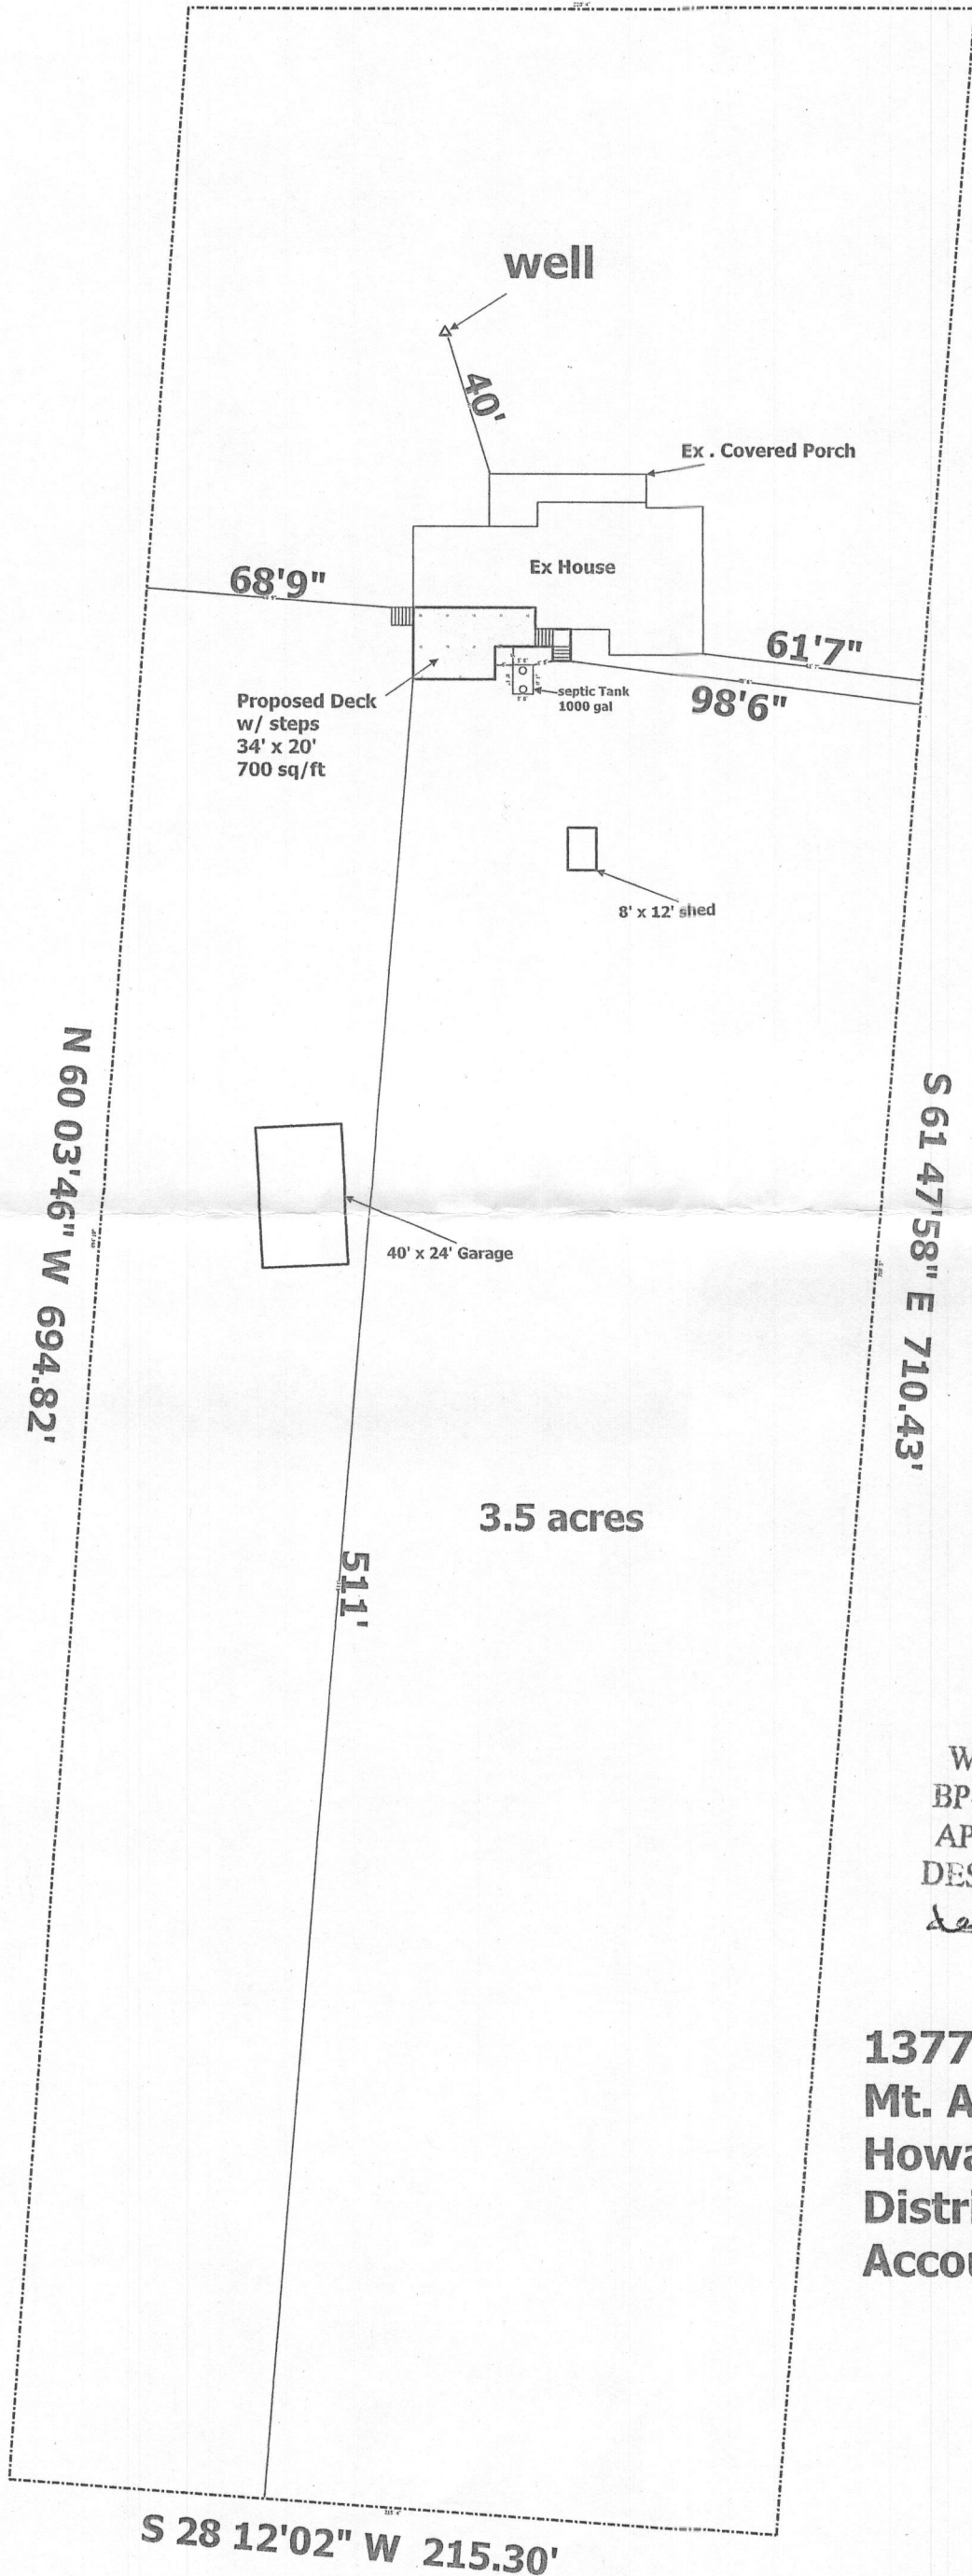 well
40'
Ex . Covered Porch
Ex House
68'9"
61'7"
98'6"
Proposed Deck
w/ steps
34' x 20'
700 sq/ft
septic Tank
1000 gal
8' x 12' shed
N 60 03'46" W 694.82'
S 61 47'58" E 710.43'
40' x 24' Garage
3.5 acres
511'
W
BP
AP
DES
1377
Mt. A
Howa
Distri
Accou
S 28 12'02" W 215.30'